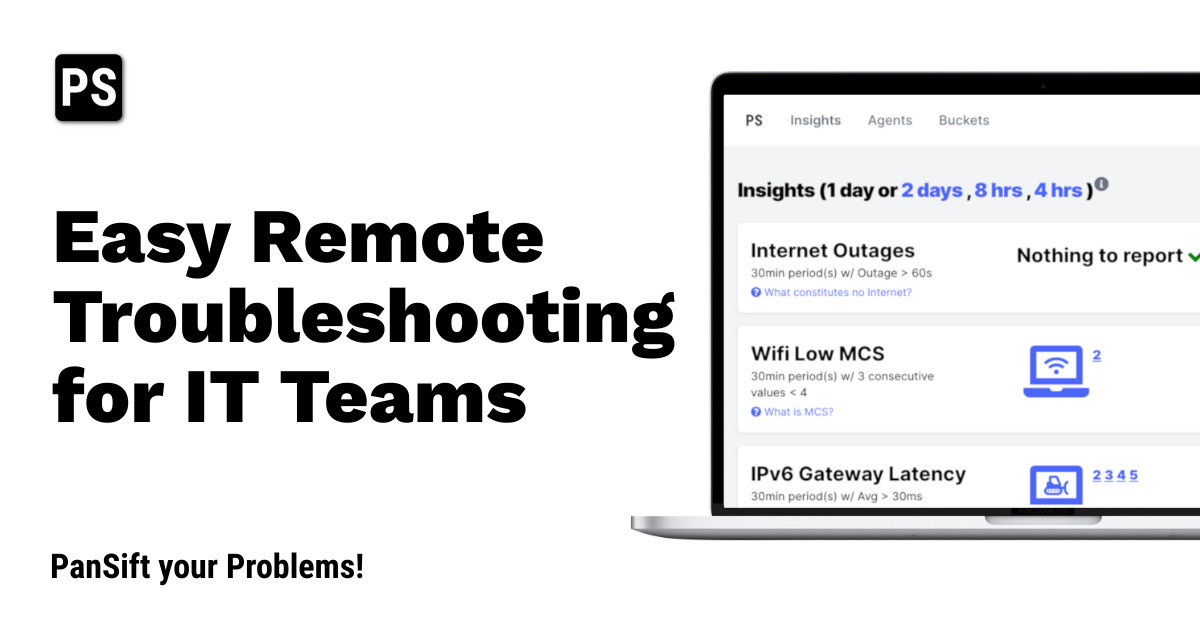 PS
Easy Remote
Troubleshooting
for IT Teams
PanSift your Problems!
PS Insights Agents Buckets
Insights (1 day or 2 days , 8 hrs , 4 hrs )
Internet Outages
30min period(s) w/ Outage > 60s
What constitutes no Internet?
Nothing to report
Wifi Low MCS
30min period(s) w/ 3 consecutive
values < 4
What is MCS?
2
IPv6 Gateway Latency
30min period(s) w/ Avg > 30ms
2 3 4 5